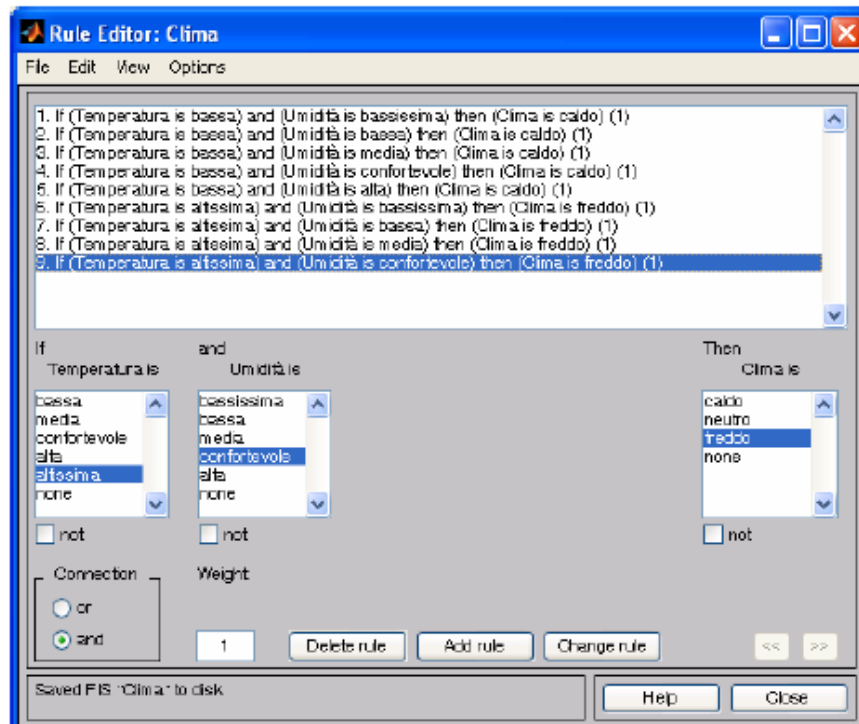 Rule Editor: Clima
File Edit View Options
1. If (Temperatura is bassa) and (Umidità is bassissima) then (Clima is caldo) (1)
2. If (Temperatura is bassa) and (Umidità is bassa) then (Clima is caldo) (1)
3. If (Temperatura is bassa) and (Umidità is media) then (Clima is caldo) (1)
4. If (Temperatura is bassa) and (Umidità is confortevole) then (Clima is caldo) (1)
5. If (Temperatura is bassa) and (Umidità is alta) then (Clima is caldo) (1)
6. If (Temperatura is altissima) and (Umidità is bassissima) then (Clima is freddo) (1)
7. If (Temperatura is altissima) and (Umidità is bassa) then (Clima is freddo) (1)
8. If (Temperatura is altissima) and (Umidità is media) then (Clima is freddo) (1)
9. If (Temperatura is altissima) and (Umidità is confortevole) then (Clima is freddo) (1)
If and Then
Temperatura is Umidità is Clima is
bassa bassissima caldo
media bassa neutro
confortevole media freddo
alta confortevole none
altissima alta
none none
not not not
Connection Weight:
or
and 1 Delete rule Add rule Change rule << >>
Saved FIS "Clima" to disk Help Close